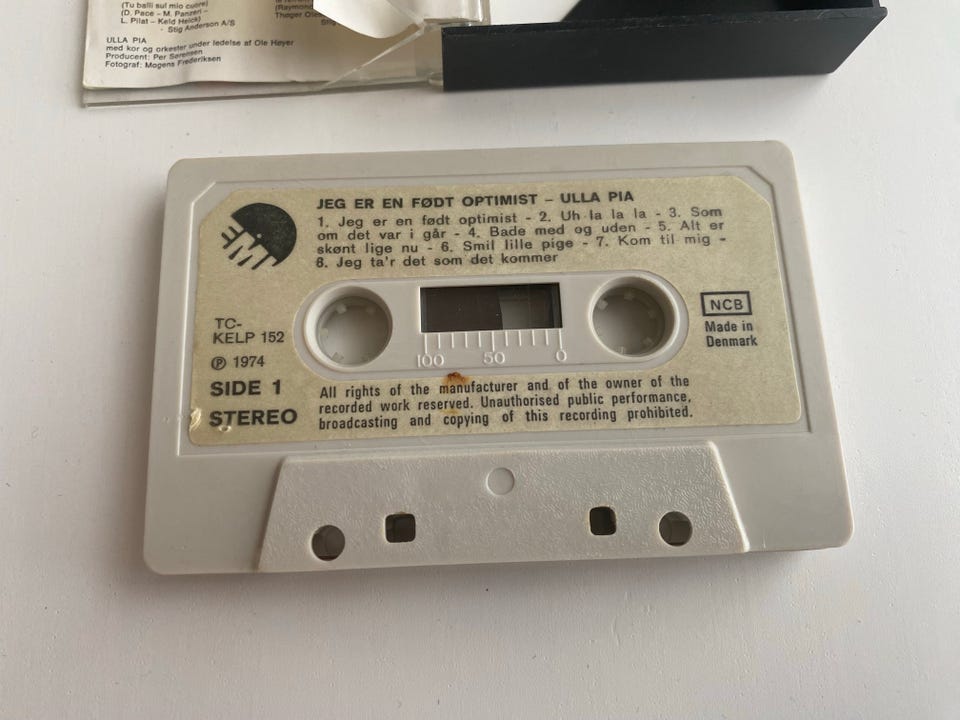 (Tu balli sul mio cuore)
(D. Pace - M. Panzeri -
L. Pilat - Keld Heick)
Stig Anderson A/S
(Raymond
Thøger Oles
ULLA PIA
med kor og orkester under ledelse af Ole Høyer
Producent: Per Sørensen
Fotograf: Mogens Frederiksen
EMI
JEG ER EN FØDT OPTIMIST - ULLA PIA
1. Jeg er en født optimist - 2. Uh la la la - 3. Som
om det var i går - 4. Bade med og uden - 5. Alt er
skønt lige nu - 6. Smil lille pige - 7. Kom til mig -
8. Jeg ta'r det som det kommer
TC-
KELP 152
℗ 1974
SIDE 1
STEREO
100 50 0
NCB
Made in
Denmark
All rights of the manufacturer and of the owner of the
recorded work reserved. Unauthorised public performance,
broadcasting and copying of this recording prohibited.